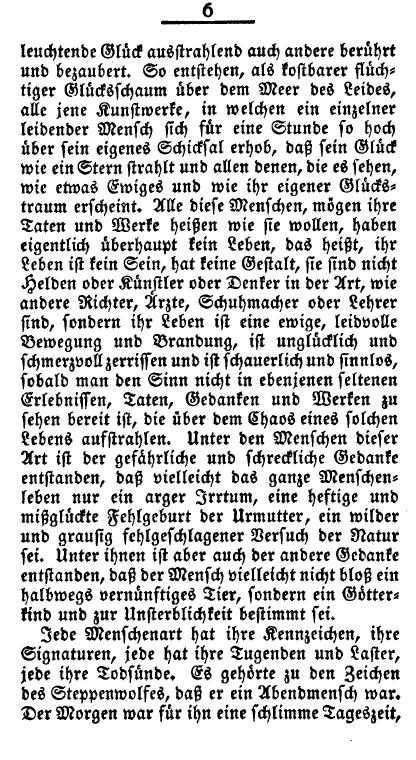 6
leuchtende Glück ausstrahlend auch andere berührt
und bezaubert. So entstehen, als kostbarer flüch-
tiger Glücksschaum über dem Meer des Leides,
alle jene Kunstwerke, in welchen ein einzelner
leidender Mensch sich für eine Stunde so hoch
über sein eigenes Schicksal erhob, daß sein Glück
wie ein Stern strahlt und allen denen, die es sehen,
wie etwas Ewiges und wie ihr eigener Glücks-
traum erscheint. Alle diese Menschen, mögen ihre
Taten und Werke heißen wie sie wollen, haben
eigentlich überhaupt kein Leben, das heißt, ihr
Leben ist kein Sein, hat keine Gestalt, sie sind nicht
Helden oder Künstler oder Denker in der Art, wie
andere Richter, Ärzte, Schuhmacher oder Lehrer
sind, sondern ihr Leben ist eine ewige, leidvolle
Bewegung und Brandung, ist unglücklich und
schmerzvoll zerrissen und ist schauerlich und sinnlos,
sobald man den Sinn nicht in ebenjenen seltenen
Erlebnissen, Taten, Gedanken und Werken zu
sehen bereit ist, die über dem Chaos eines solchen
Lebens aufstrahlen. Unter den Menschen dieser
Art ist der gefährliche und schreckliche Gedanke
entstanden, daß vielleicht das ganze Menschen-
leben nur ein arger Irrtum, eine heftige und
mißglückte Fehlgeburt der Urmutter, ein wilder
und grausig fehlgeschlagener Versuch der Natur
sei. Unter ihnen ist aber auch der andere Gedanke
entstanden, daß der Mensch vielleicht nicht bloß ein
halbwegs vernünftiges Tier, sondern ein Götter-
kind und zur Unsterblichkeit bestimmt sei.
Jede Menschenart hat ihre Kennzeichen, ihre
Signaturen, jede hat ihre Tugenden und Laster,
jede ihre Todsünde. Es gehörte zu den Zeichen
des Steppenwolfes, daß er ein Abendmensch war.
Der Morgen war für ihn eine schlimme Tageszeit,